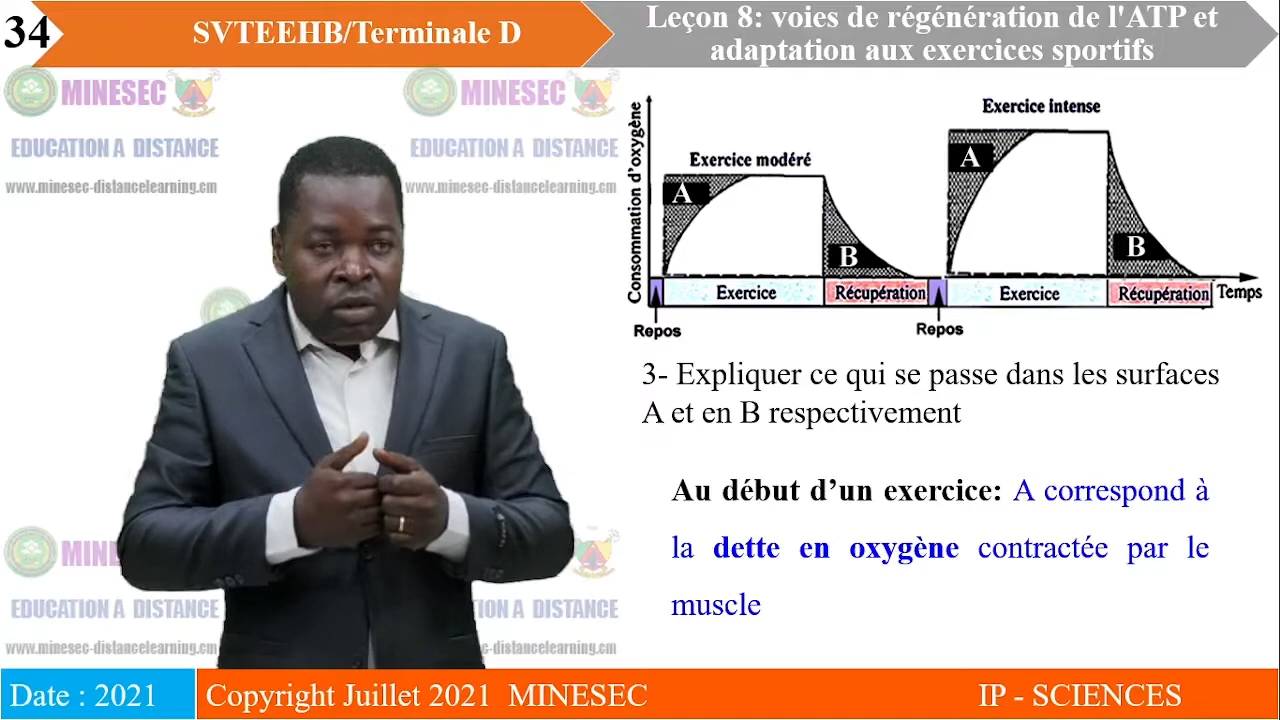 34
SVTEEHB/Terminale D
Leçon 8: voies de régénération de l'ATP et
adaptation aux exercices sportifs
MINESEC
MINESEC
EDUCATION A DISTANCE
EDUCATION A DISTANCE
www.minesec-distancelearning.cm
www.minesec-distancelearning.cm
Consommation d'oxygène
Exercice modéré
Exercice intense
A
B
A
B
Exercice
Récupération
Exercice
Récupération
Temps
Repos
Repos
3- Expliquer ce qui se passe dans les surfaces
A et en B respectivement
Au début d’un exercice: A correspond à
la dette en oxygène contractée par le
muscle
MINE
EDUCATION A DISTANCE
TION A DISTANCE
www.minesec-distancelearning.cm
c-distancelearning.cm
Date : 2021
Copyright Juillet 2021 MINESEC
IP - SCIENCES